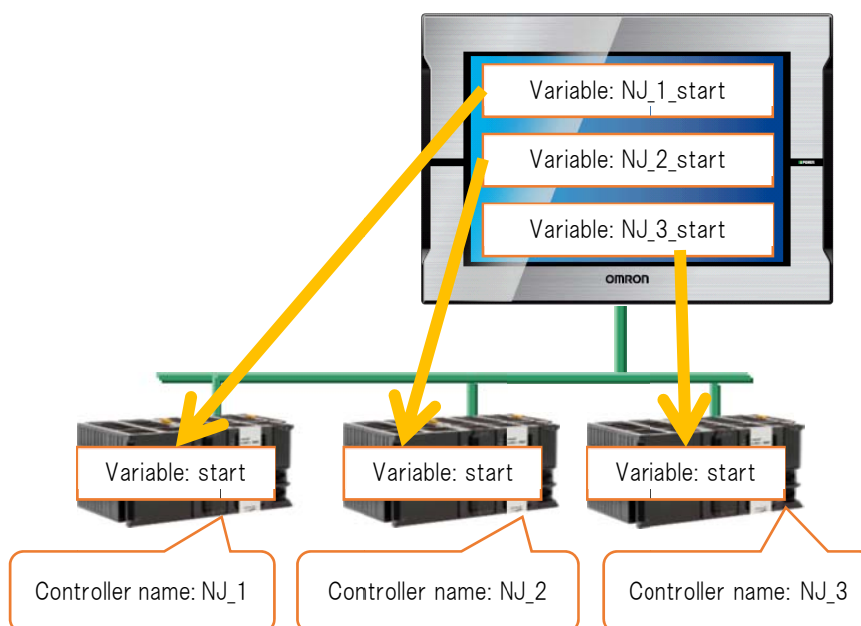 Variable: NJ_1_start
Variable: NJ_2_start
Variable: NJ_3_start
OMRON
Variable: start
Variable: start
Variable: start
Controller name: NJ_1
Controller name: NJ_2
Controller name: NJ_3